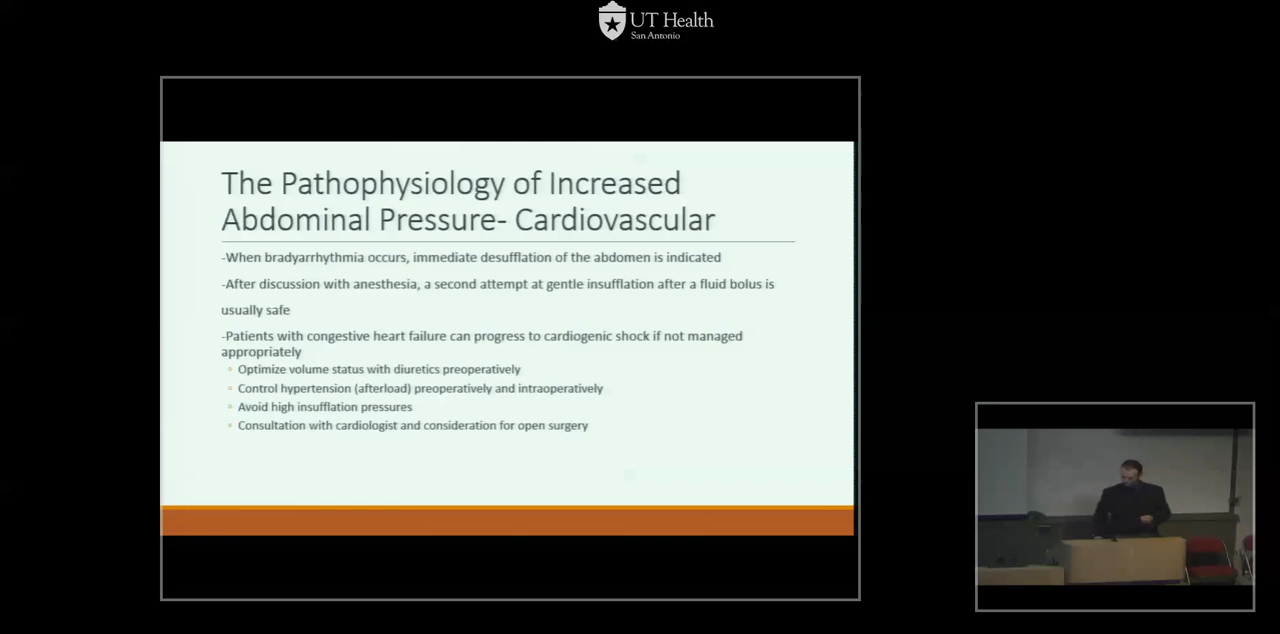 UT Health
San Antonio
The Pathophysiology of Increased
Abdominal Pressure- Cardiovascular
-When bradyarrhythmia occurs, immediate desufflation of the abdomen is indicated
-After discussion with anesthesia, a second attempt at gentle insufflation after a fluid bolus is
usually safe
-Patients with congestive heart failure can progress to cardiogenic shock if not managed
appropriately
◦ Optimize volume status with diuretics preoperatively
◦ Control hypertension (afterload) preoperatively and intraoperatively
◦ Avoid high insufflation pressures
◦ Consultation with cardiologist and consideration for open surgery